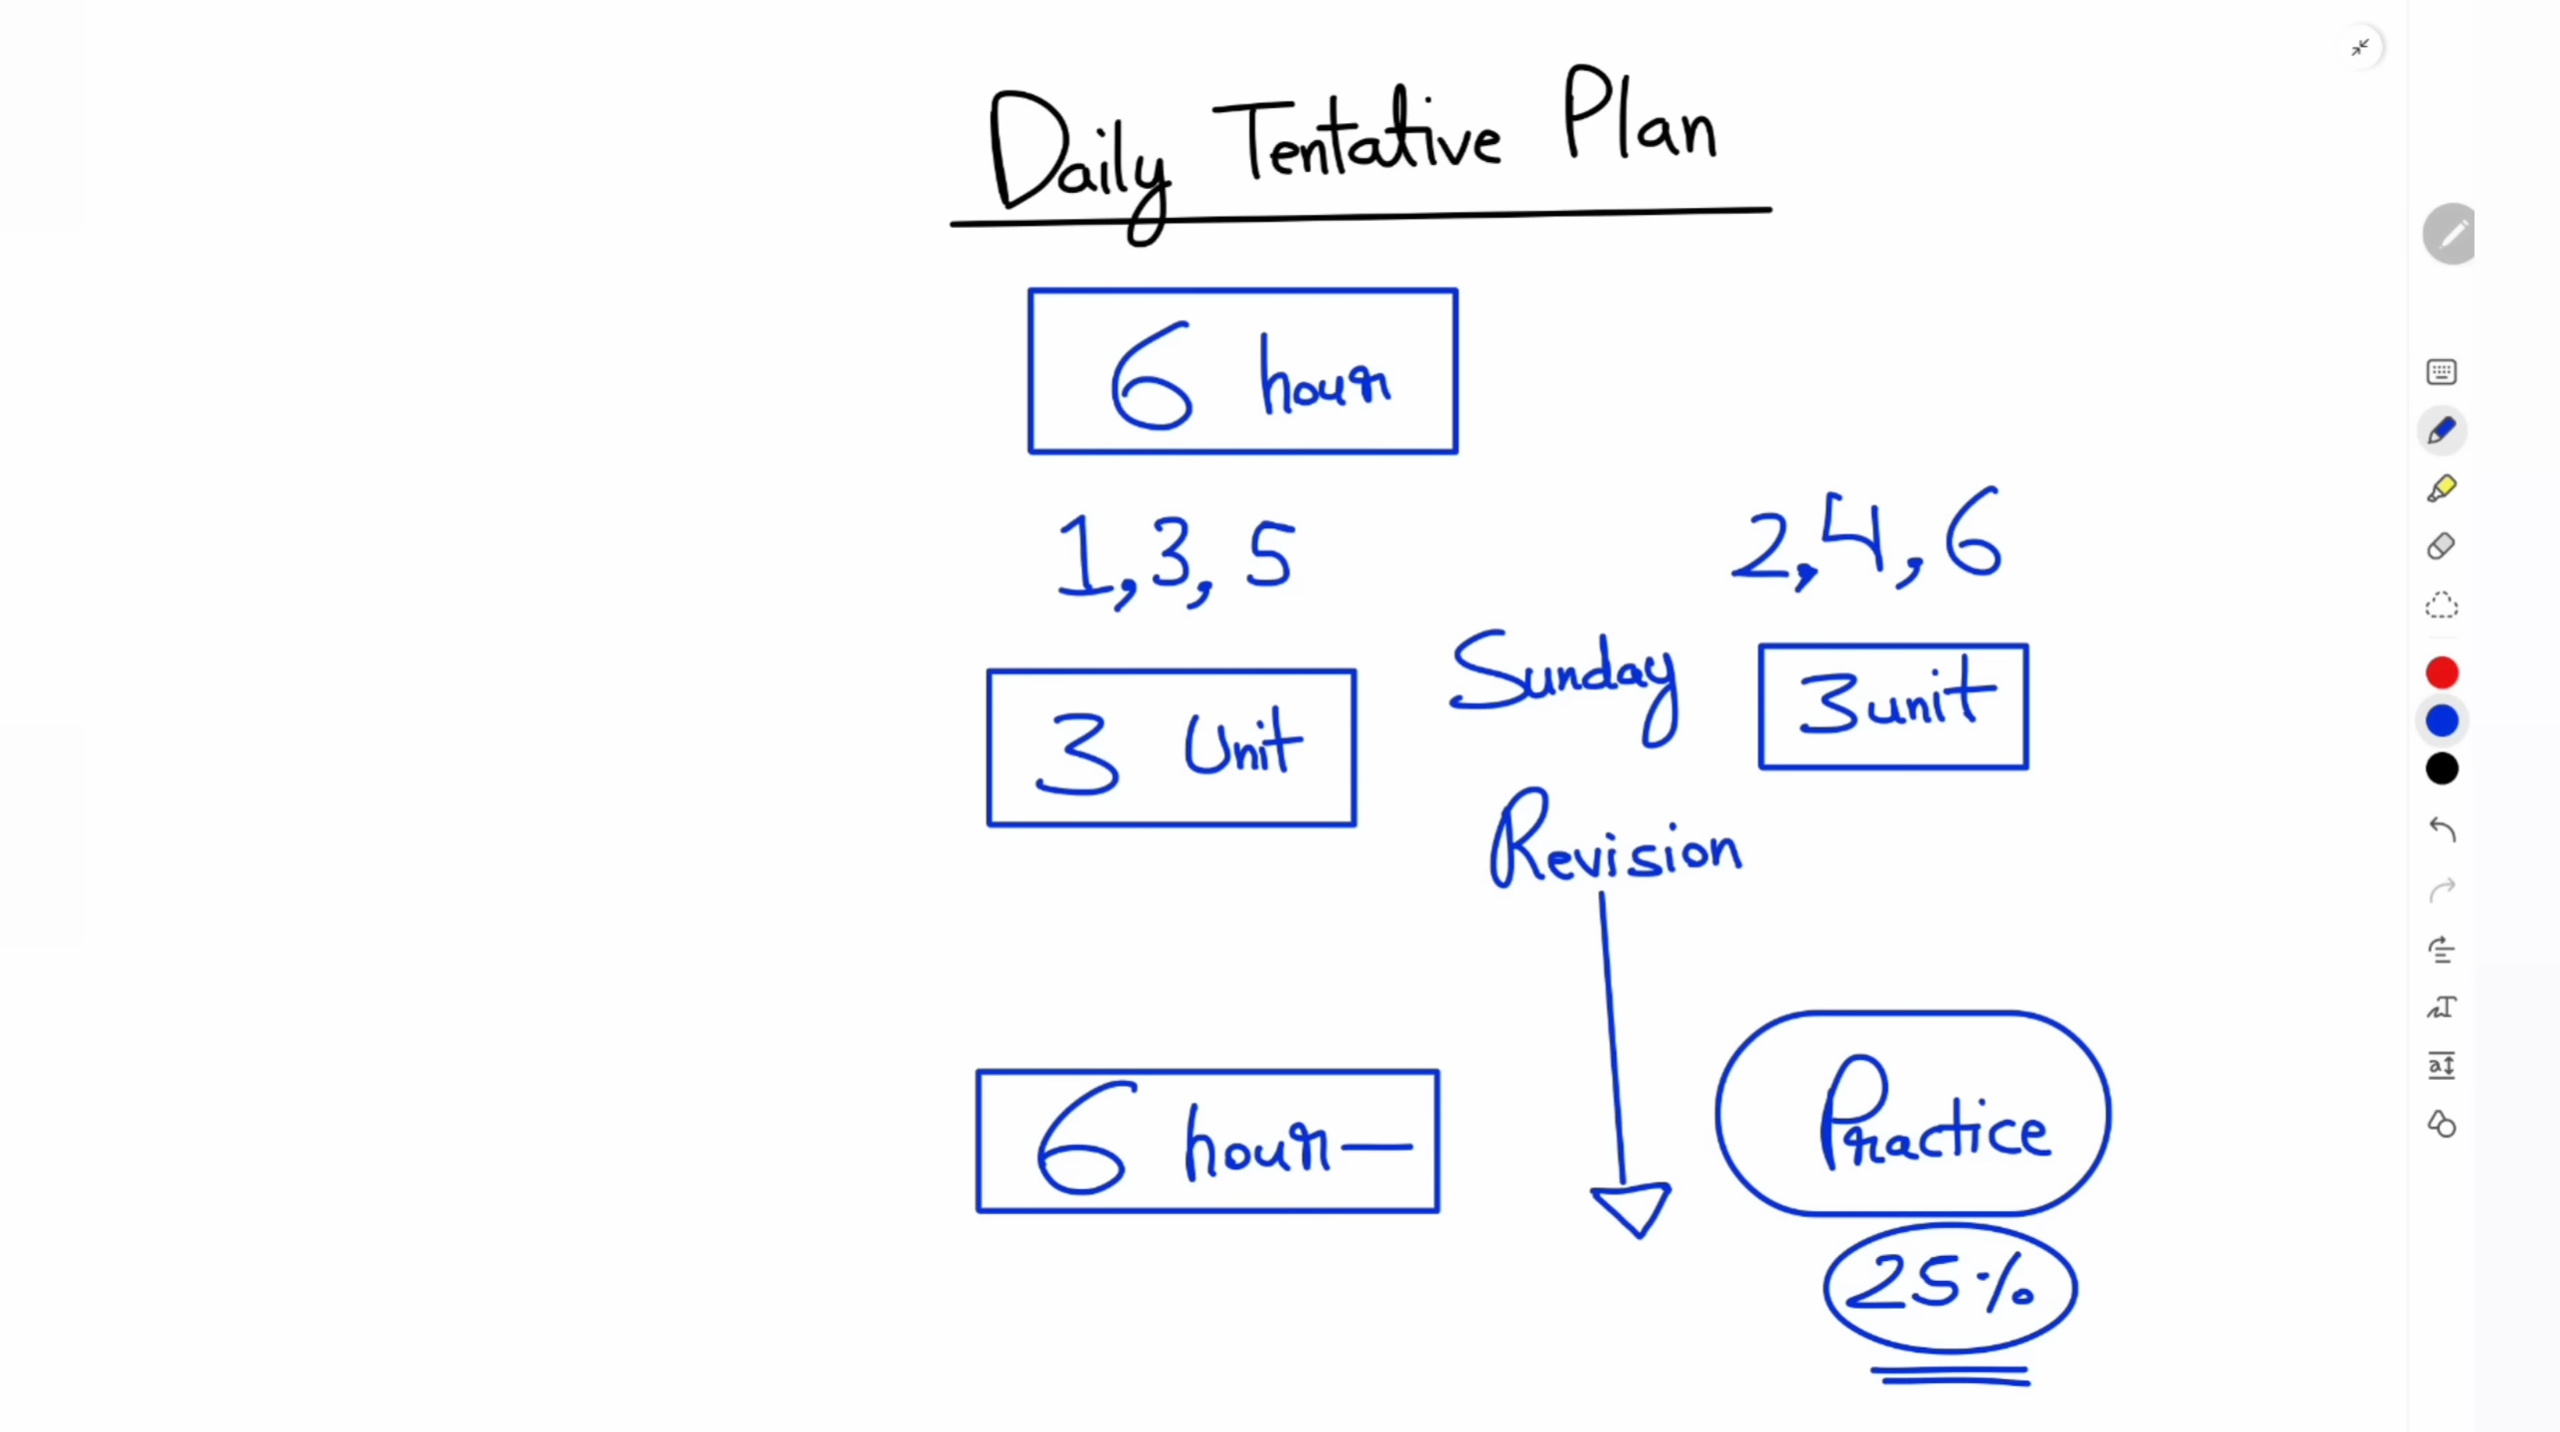 Daily Tentative Plan
6 hour
1, 3, 5
2, 4, 6
Sunday
3 unit
3 Unit
Revision
6 hour —
Practice
25%